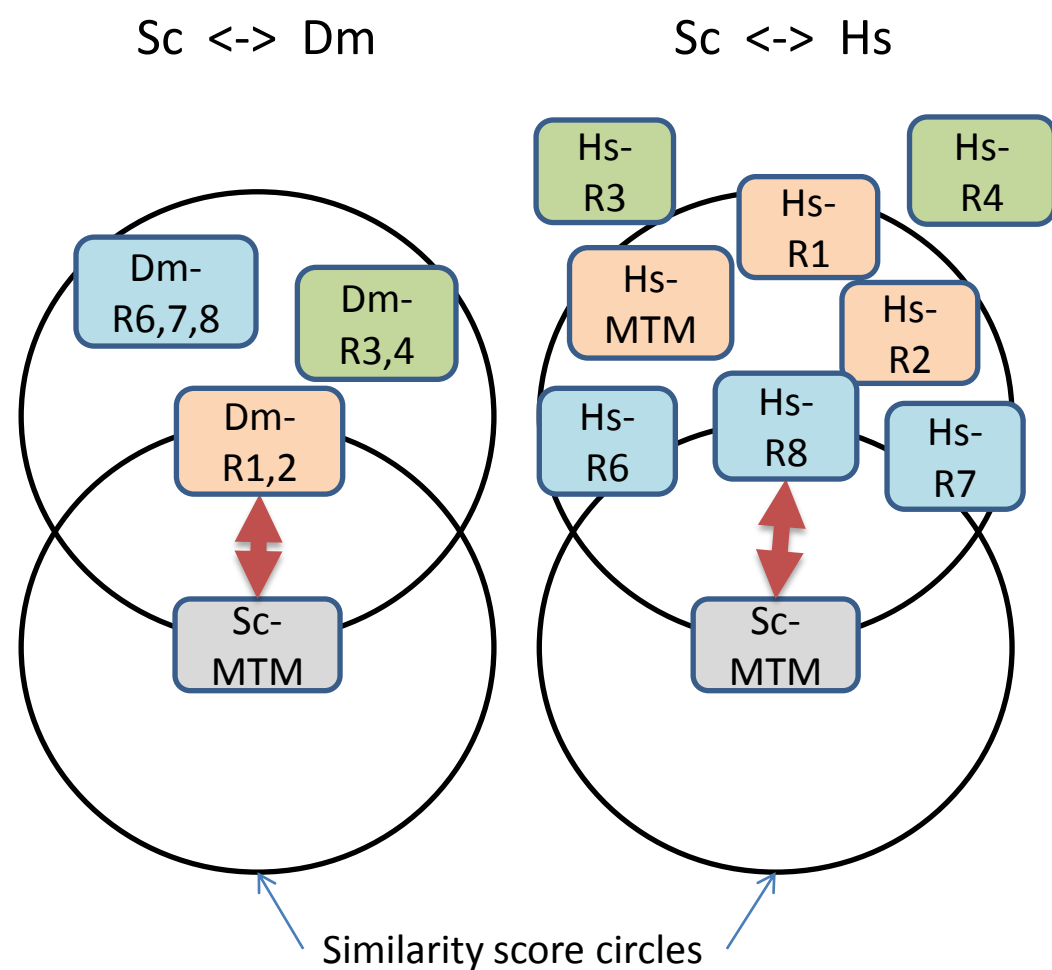 Sc <-> Dm
Sc <-> Hs
Hs-
R3
Hs-
R4
Hs-
R1
Dm-
R6,7,8
Dm-
R3,4
Hs-
MTM
Hs-
R2
Dm-
R1,2
Hs-
R6
Hs-
R8
Hs-
R7
Sc-
MTM
Sc-
MTM
Similarity score circles